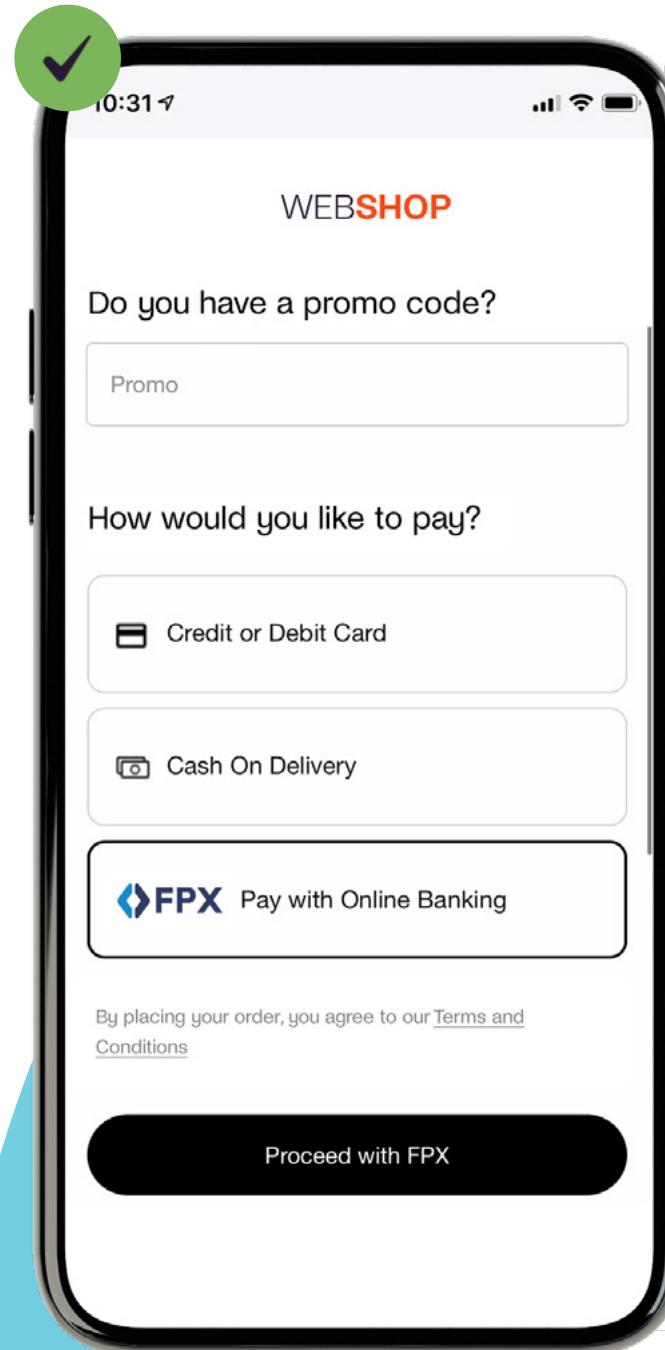 10:31
WEBSHOP
Do you have a promo code?
Promo
How would you like to pay?
Credit or Debit Card
Cash On Delivery
FPX Pay with Online Banking
By placing your order, you agree to our Terms and
Conditions
Proceed with FPX